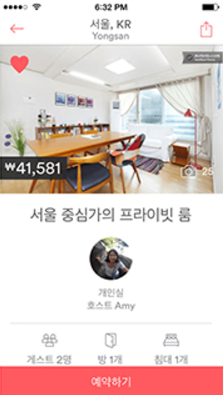 6:32 PM
서울, KR
Yongsan
₩41,581
25
서울 중심가의 프라이빗 룸
개인실
호스트 Amy
게스트 2명
방 1개
침대 1개
예약하기